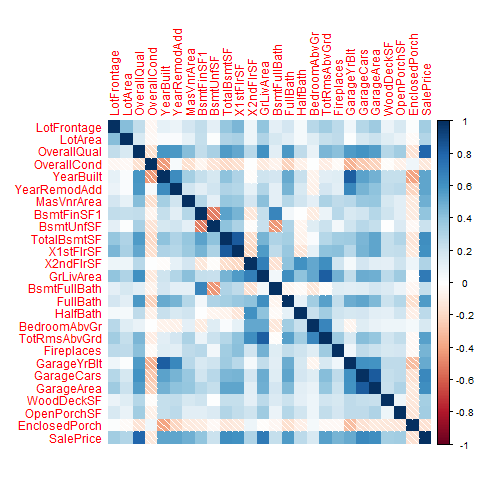 LotFrontage
LotArea
OverallQual
OverallCond
YearBuilt
YearRemodAdd
MasVnrArea
BsmtFinSF1
BsmtUnfSF
TotalBsmtSF
X1stFlrSF
X2ndFlrSF
GrLivArea
BsmtFullBath
FullBath
HalfBath
BedroomAbvGr
TotRmsAbvGrd
Fireplaces
GarageYrBlt
GarageCars
GarageArea
WoodDeckSF
OpenPorchSF
EnclosedPorch
SalePrice
LotFrontage
LotArea
OverallQual
OverallCond
YearBuilt
YearRemodAdd
MasVnrArea
BsmtFinSF1
BsmtUnfSF
TotalBsmtSF
X1stFlrSF
X2ndFlrSF
GrLivArea
BsmtFullBath
FullBath
HalfBath
BedroomAbvGr
TotRmsAbvGrd
Fireplaces
GarageYrBlt
GarageCars
GarageArea
WoodDeckSF
OpenPorchSF
EnclosedPorch
SalePrice
1
0.8
0.6
0.4
0.2
0
-0.2
-0.4
-0.6
-0.8
-1